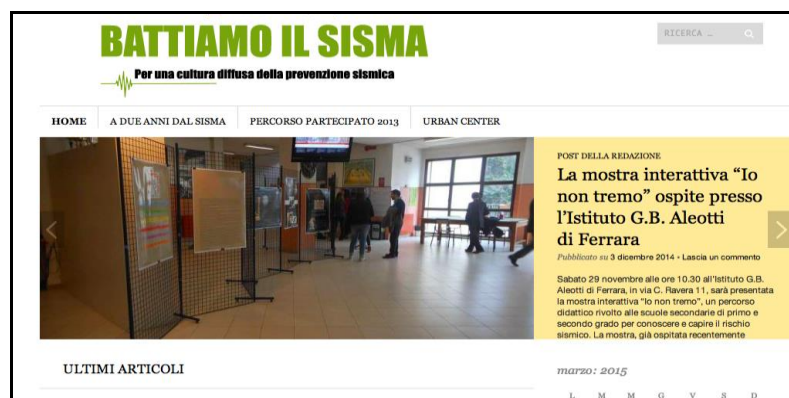 BATTIAMO IL SISMA
Per una cultura diffusa della prevenzione sismica
RICERCA …
HOME
A DUE ANNI DAL SISMA
PERCORSO PARTECIPATO 2013
URBAN CENTER
POST DELLA REDAZIONE
La mostra interattiva “Io
non tremo” ospite presso
l’Istituto G.B. Aleotti
di Ferrara
Pubblicato su 3 dicembre 2014 • Lascia un commento
Sabato 29 novembre alle ore 10.30 all’Istituto G.B.
Aleotti di Ferrara, in via C. Ravera 11, sarà presentata
la mostra interattiva “Io non tremo”, un percorso
didattico rivolto alle scuole secondarie di primo e
secondo grado per conoscere e capire il rischio
sismico. La mostra, già ospitata recentemente
ULTIMI ARTICOLI
marzo: 2015
L M M G V S D